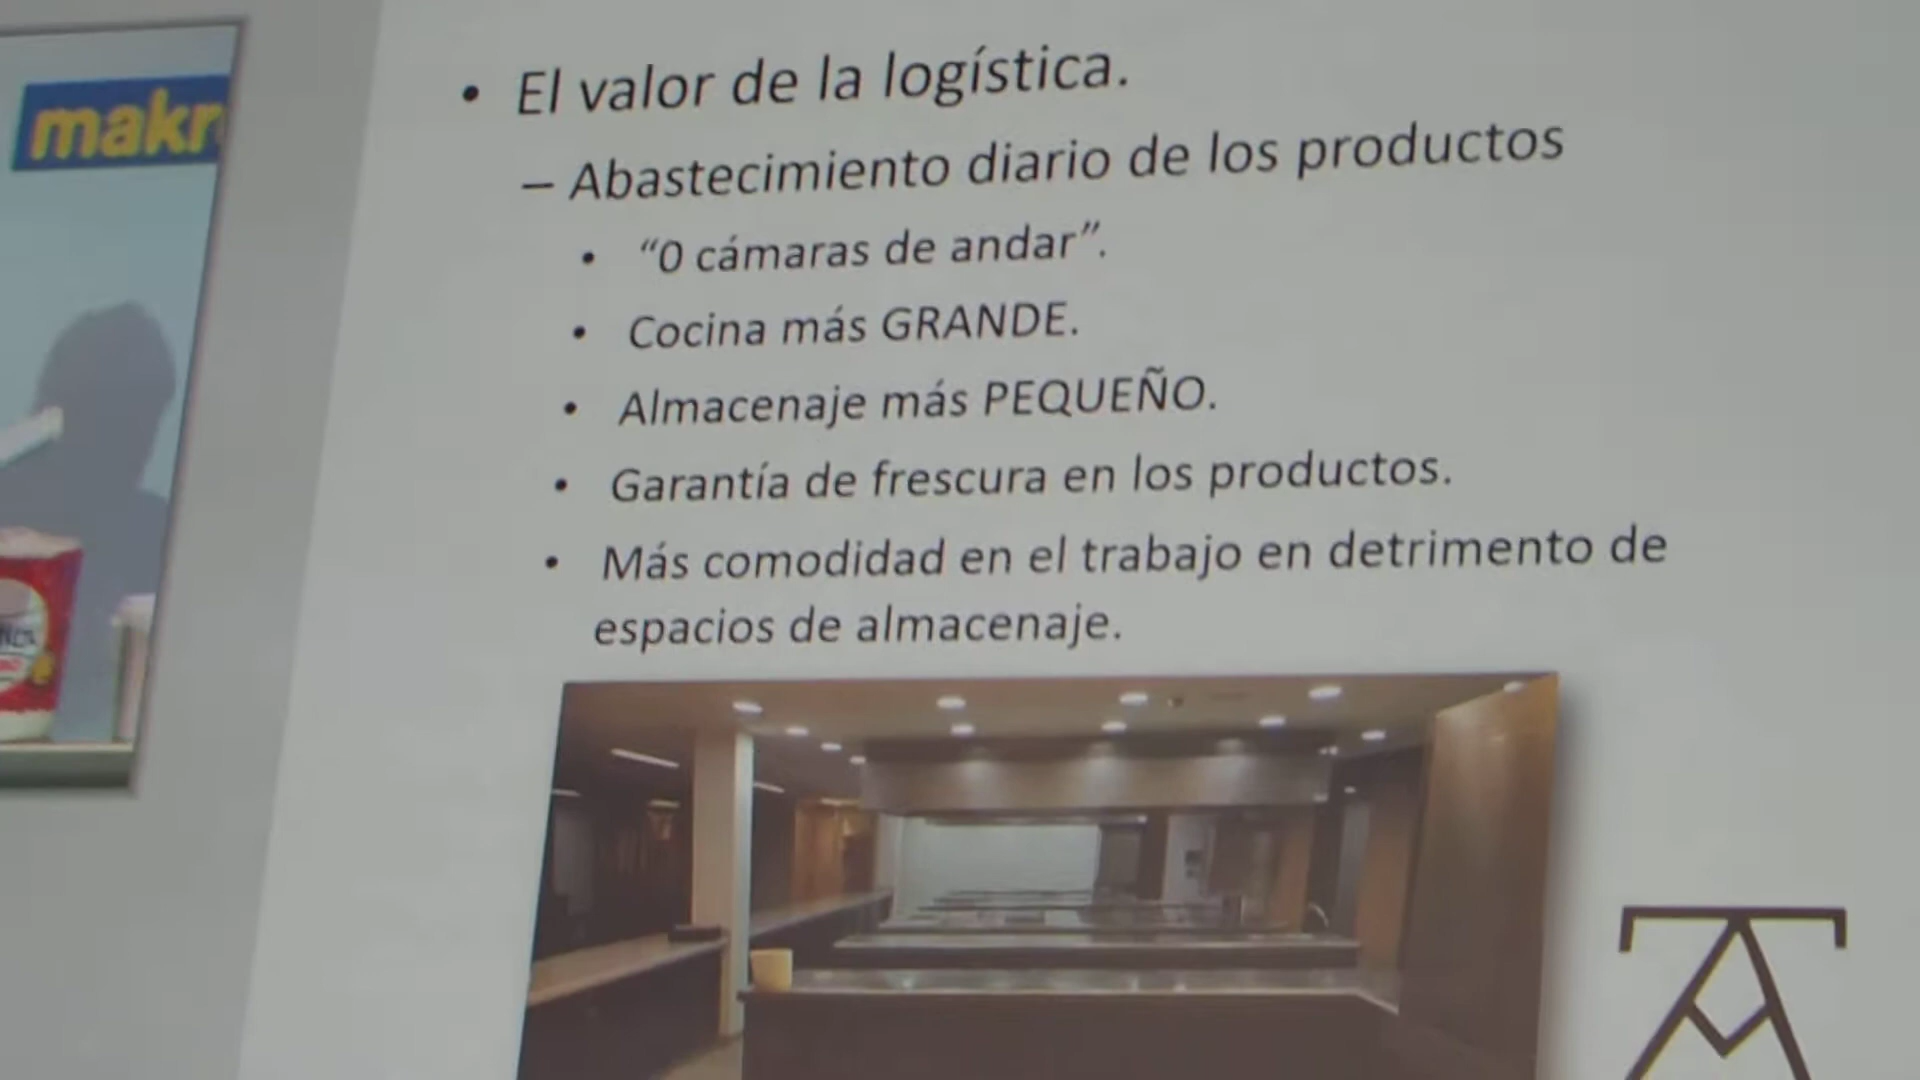 makr
• El valor de la logística.
– Abastecimiento diario de los productos
• “0 cámaras de andar”.
• Cocina más GRANDE.
• Almacenaje más PEQUEÑO.
• Garantía de frescura en los productos.
• Más comodidad en el trabajo en detrimento de
espacios de almacenaje.